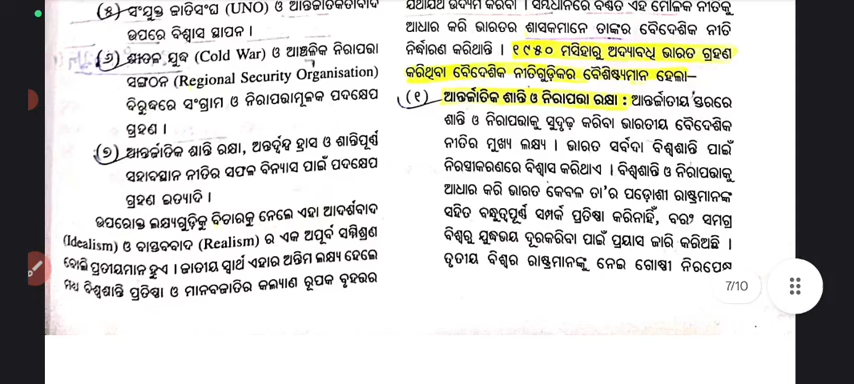 (୫) ସଂଯୁକ୍ତ ଜାତିସଂଘ (UNO) ଓ ଆନ୍ତର୍ଜାତିକତାବାଦ
ଉପରେ ବିଶ୍ୱାସ ସ୍ଥାପନ ।
(୬) ଶୀତଳ ଯୁଦ୍ଧ (Cold War) ଓ ଆଞ୍ଚଳିକ ନିରାପତ୍ତା
ସଙ୍ଗଠନ (Regional Security Organisation)
ବିରୁଦ୍ଧରେ ସଂଗ୍ରାମ ଓ ନିରାପତ୍ତାମୂଳକ ପଦକ୍ଷେପ
ଗ୍ରହଣ ।
(୭) ଆନ୍ତର୍ଜାତିକ ଶାନ୍ତି ରକ୍ଷା, ଅନ୍ତର୍ଦ୍ୱନ୍ଦ୍ୱ ହ୍ରାସ ଓ ଶାନ୍ତିପୂର୍ଣ୍ଣ
ସହାବସ୍ଥାନ ନୀତିର ସଫଳ ବିନ୍ୟାସ ପାଇଁ ପଦକ୍ଷେପ
ଗ୍ରହଣ ଇତ୍ୟାଦି ।
ଉପରୋକ୍ତ ଲକ୍ଷ୍ୟଗୁଡ଼ିକୁ ବିଚାରକୁ ନେଲେ ଏହା ଆଦର୍ଶବାଦ
(Idealism) ଓ ବାସ୍ତବବାଦ (Realism) ର ଏକ ଅପୂର୍ବ ସମ୍ମିଶ୍ରଣ
ବୋଲି ପ୍ରତୀୟମାନ ହୁଏ । ଜାତୀୟ ସ୍ୱାର୍ଥ ଏହାର ଅନ୍ତିମ ଲକ୍ଷ୍ୟ ହେଲେ
ମଧ୍ୟ ବିଶ୍ୱଶାନ୍ତି ପ୍ରତିଷ୍ଠା ଓ ମାନବଜାତିର କଲ୍ୟାଣ ରୂପକ ବୃହତ୍ତର
ଯଥାଯଥ ଉଦ୍ୟମ କରିବା । ସମ୍ବିଧାନରେ ବର୍ଣ୍ଣିତ ଏହି ମୌଳିକ ନୀତିକୁ
ଆଧାର କରି ଭାରତର ଶାସକମାନେ ତାଙ୍କର ବୈଦେଶିକ ନୀତି
ନିର୍ଦ୍ଧାରଣ କରିଥାନ୍ତି । ୧୯୫୦ ମସିହାରୁ ଅଦ୍ୟାବଧି ଭାରତ ଗ୍ରହଣ
କରିଥିବା ବୈଦେଶିକ ନୀତିଗୁଡ଼ିକର ବୈଶିଷ୍ଟ୍ୟମାନ ହେଲା–
(୧) ଆନ୍ତର୍ଜାତିକ ଶାନ୍ତି ଓ ନିରାପତ୍ତା ରକ୍ଷା : ଆନ୍ତର୍ଜାତୀୟ ସ୍ତରରେ
ଶାନ୍ତି ଓ ନିରାପତ୍ତାକୁ ସୁଦୃଢ଼ କରିବା ଭାରତୀୟ ବୈଦେଶିକ
ନୀତିର ମୁଖ୍ୟ ଲକ୍ଷ୍ୟ । ଭାରତ ସର୍ବଦା ବିଶ୍ୱଶାନ୍ତି ପାଇଁ
ନିରସ୍ତ୍ରୀକରଣରେ ବିଶ୍ୱାସ କରିଥାଏ । ବିଶ୍ୱଶାନ୍ତି ଓ ନିରାପତ୍ତାକୁ
ଆଧାର କରି ଭାରତ କେବଳ ତା'ର ପଡ଼ୋଶୀ ରାଷ୍ଟ୍ରମାନଙ୍କ
ସହିତ ବନ୍ଧୁତ୍ୱପୂର୍ଣ୍ଣ ସମ୍ପର୍କ ପ୍ରତିଷ୍ଠା କରିନାହିଁ, ବରଂ ସମଗ୍ର
ବିଶ୍ୱରୁ ଯୁଦ୍ଧଭୟ ଦୂରକରିବା ପାଇଁ ପ୍ରୟାସ ଜାରି କରିଅଛି ।
ତୃତୀୟ ବିଶ୍ୱର ରାଷ୍ଟ୍ରମାନଙ୍କୁ ନେଇ ଗୋଷ୍ଠୀ ନିରପେକ୍ଷ
7/10